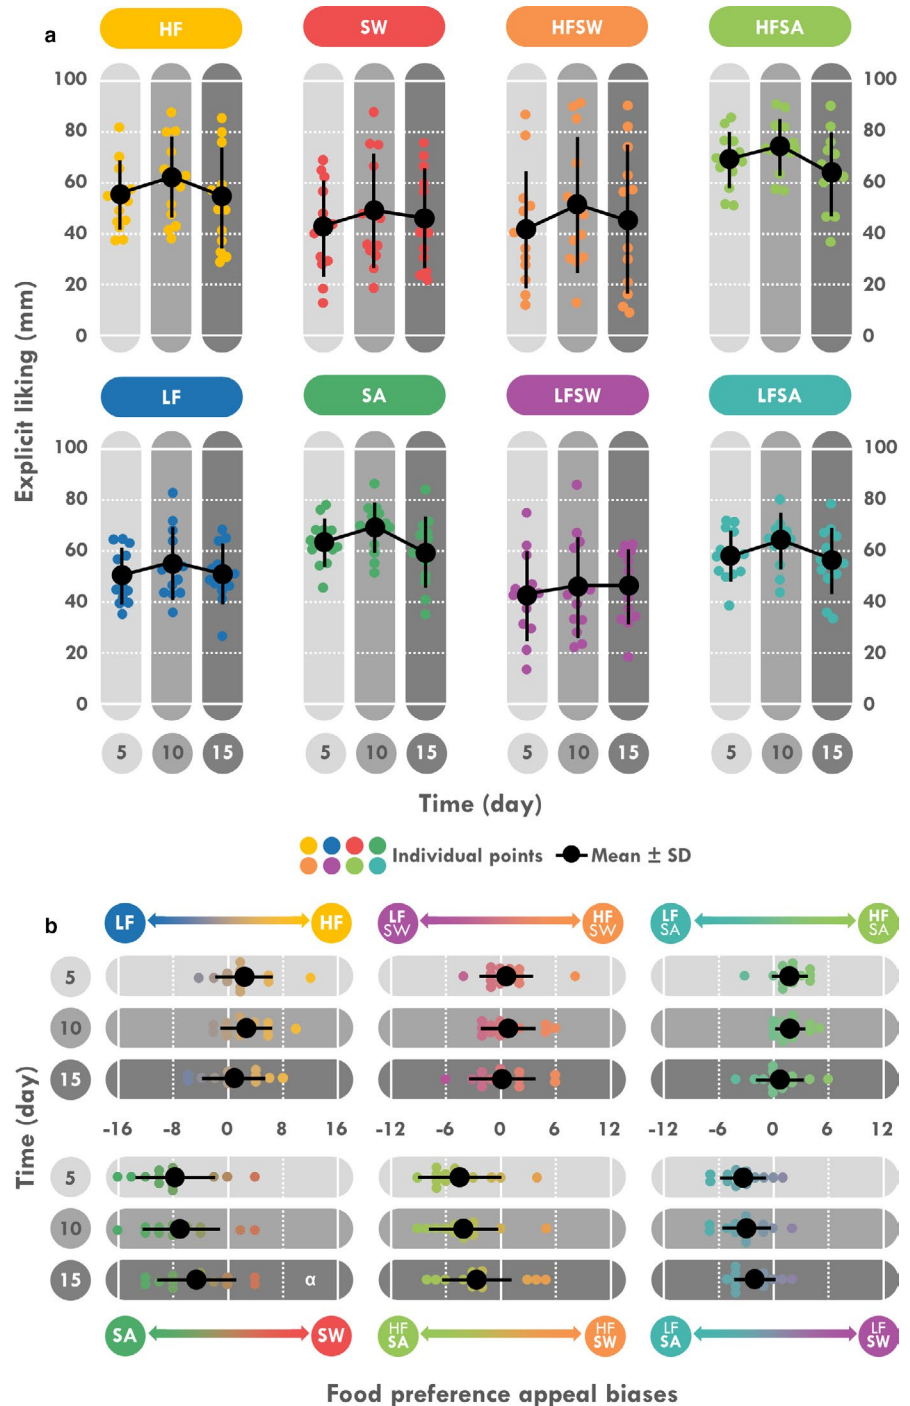 a
HF SW HFSW HFSA
100 100
80 80
60 60
40 40
20 20
0 0
Explicit liking (mm)
LF SA LFSW LFSA
100 100
80 80
60 60
40 40
20 20
0 0
5 10 15 5 10 15 5 10 15 5 10 15
Time (day)
Individual points Mean ± SD
b
LF HF LF SW HF SW LF SA HF SA
5
10
15
-16 -8 0 8 16 -12 -6 0 6 12 -12 -6 0 6 12
Time (day)
5
10
15 α
SA SW HF SA HF SW LF SA LF SW
Food preference appeal biases